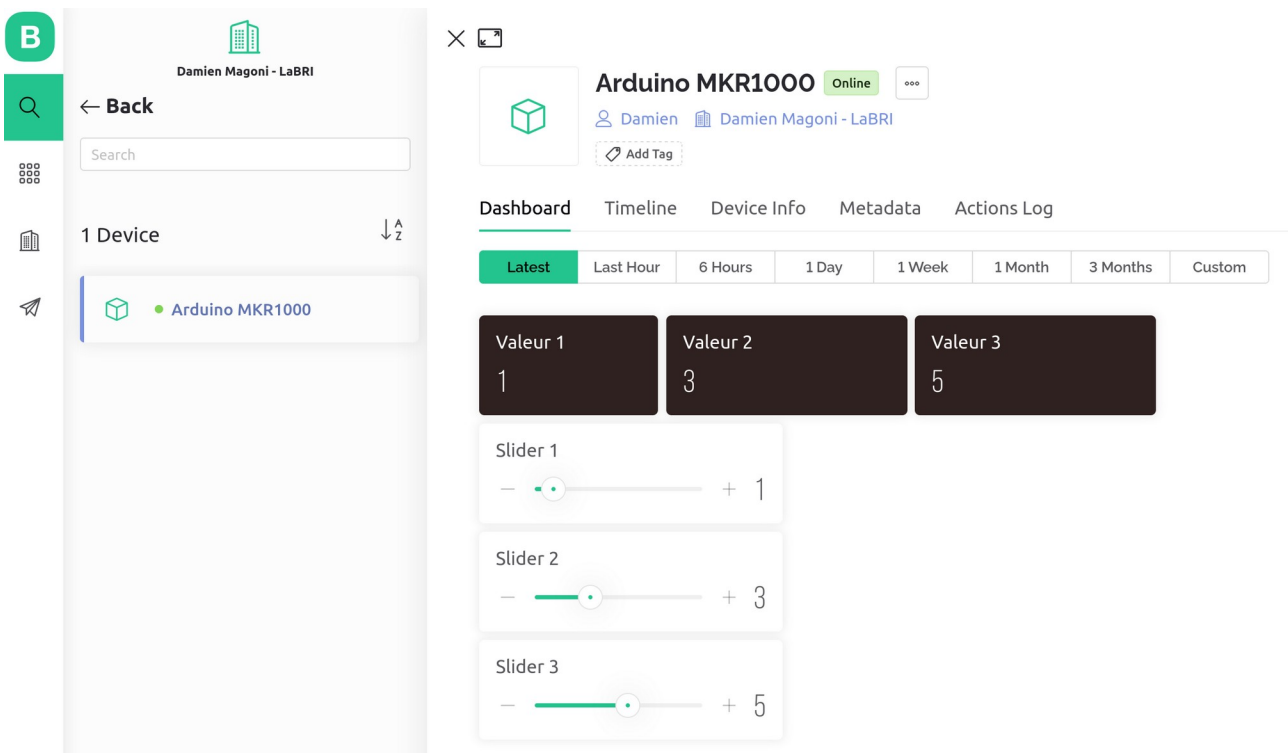 B
Damien Magoni - LaBRI
← Back
Search
1 Device
A
Z
Arduino MKR1000
Arduino MKR1000 Online
Damien Damien Magoni - LaBRI
Add Tag
Dashboard Timeline Device Info Metadata Actions Log
Latest Last Hour 6 Hours 1 Day 1 Week 1 Month 3 Months Custom
Valeur 1 Valeur 2 Valeur 3
1 3 5
Slider 1
− + 1
Slider 2
− + 3
Slider 3
− + 5